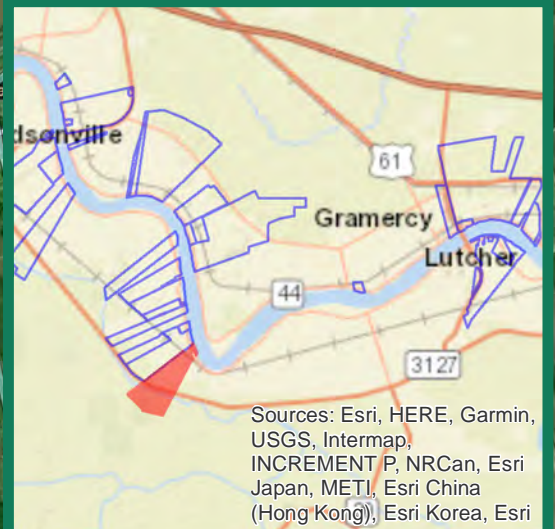 dsonville
61
Gramercy
Lutcher
44
3127
Sources: Esri, HERE, Garmin,
USGS, Intermap,
INCREMENT P, NRCan, Esri
Japan, METI, Esri China
(Hong Kong), Esri Korea, Esri